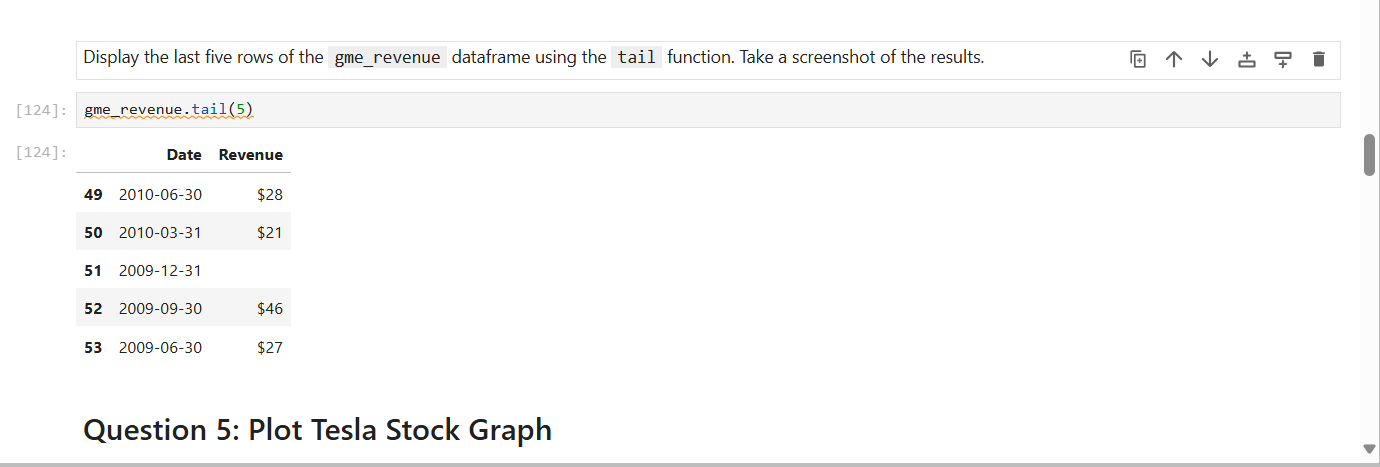 Display the last five rows of the gme_revenue dataframe using the tail function. Take a screenshot of the results.
[124]: gme_revenue.tail(5)
[124]: Date Revenue
49 2010-06-30 $28
50 2010-03-31 $21
51 2009-12-31
52 2009-09-30 $46
53 2009-06-30 $27
Question 5: Plot Tesla Stock Graph